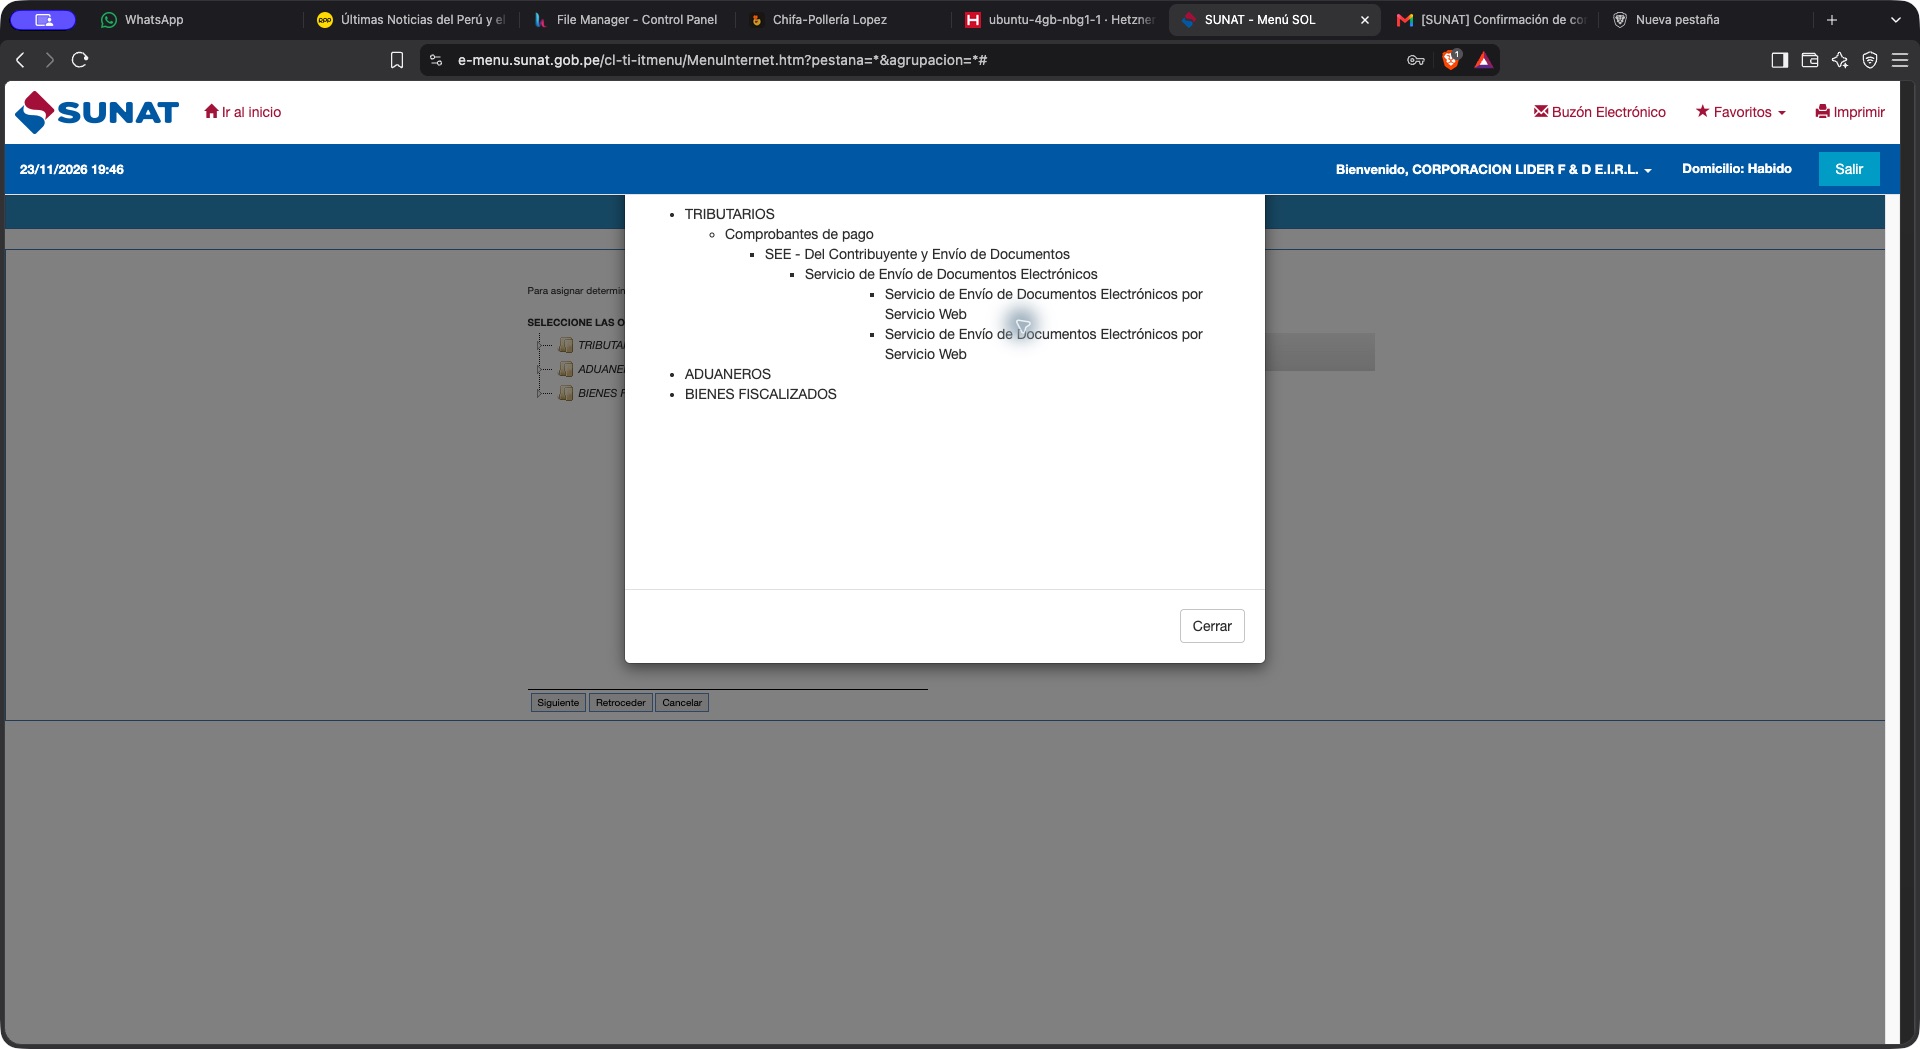 WhatsApp
Últimas Noticias del Perú y el
File Manager - Control Panel
Chifa-Pollería Lopez
ubuntu-4gb-nbg1-1 · Hetzner
SUNAT - Menú SOL
[SUNAT] Confirmación de co
Nueva pestaña
e-menu.sunat.gob.pe/cl-ti-itmenu/MenuInternet.htm?pestana=*&agrupacion=*#
1
SUNAT
Ir al inicio
Buzón Electrónico
Favoritos
Imprimir
23/11/2026 19:46
Bienvenido, CORPORACION LIDER F & D E.I.R.L.
Domicilio: Habido
Salir
Para asignar determin
SELECCIONE LAS O
TRIBUTA
ADUANE
BIENES F
TRIBUTARIOS
Comprobantes de pago
SEE - Del Contribuyente y Envío de Documentos
Servicio de Envío de Documentos Electrónicos
Servicio de Envío de Documentos Electrónicos por
Servicio Web
Servicio de Envío de Documentos Electrónicos por
Servicio Web
ADUANEROS
BIENES FISCALIZADOS
Cerrar
Siguiente
Retroceder
Cancelar